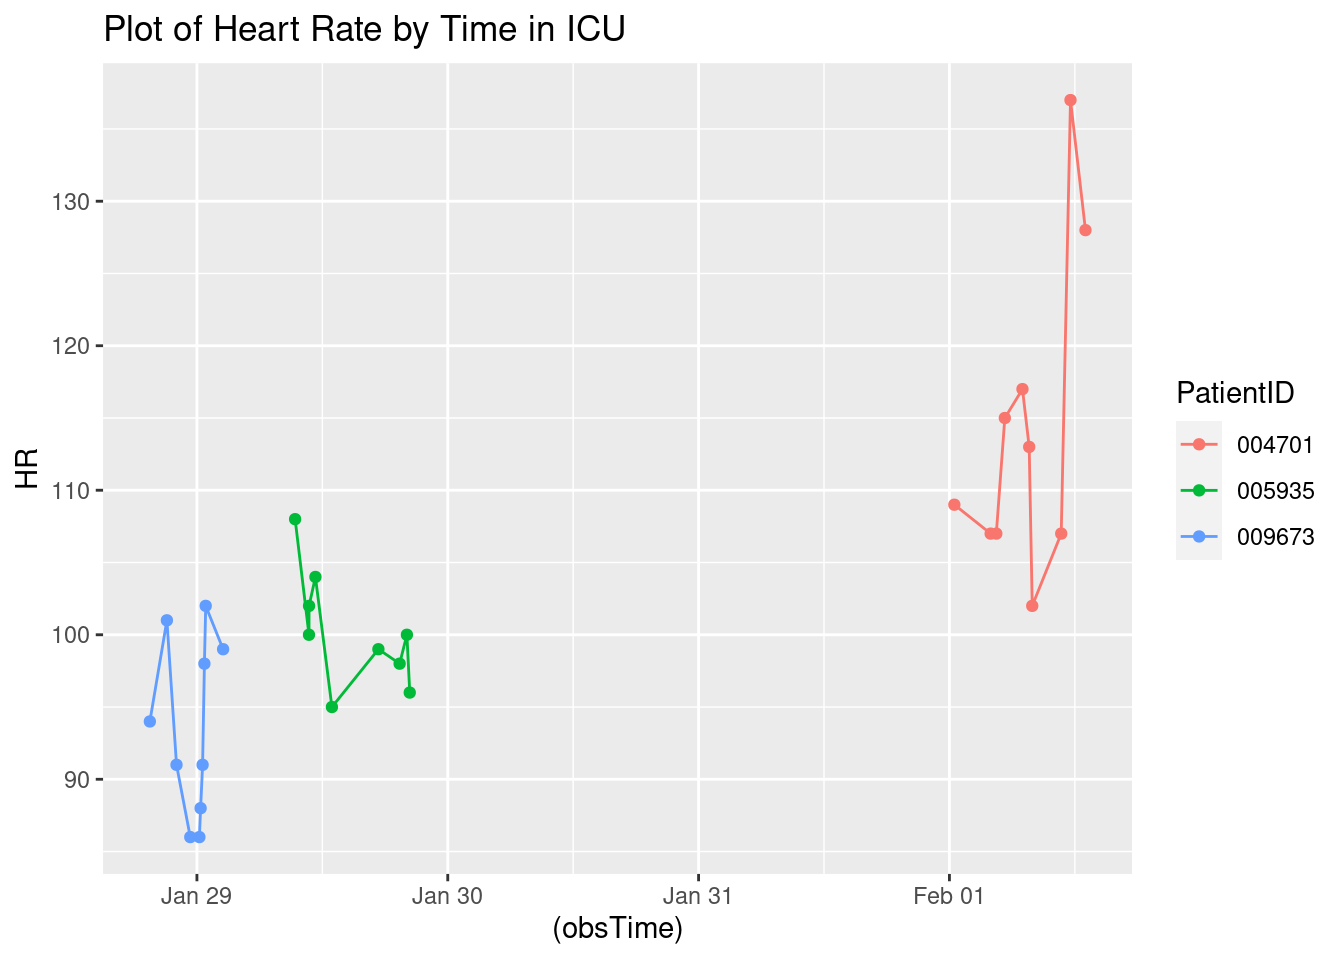 Plot of Heart Rate by Time in ICU
HR
130
120
110
100
90
Jan 29 Jan 30 Jan 31 Feb 01
(obsTime)
PatientID
004701
005935
009673